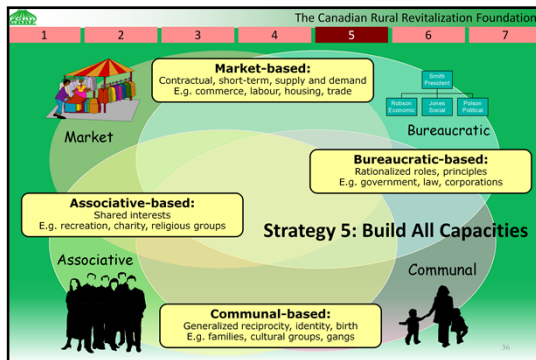 The Canadian Rural Revitalization Foundation
1 2 3 4 5 6 7
Market-based:
Contractual, short-term, supply and demand
E.g. commerce, labour, housing, trade
Smith
President
Robson
Economic
Jones
Social
Polson
Political
Market
Bureaucratic
Bureaucratic-based:
Rationalized roles, principles
E.g. government, law, corporations
Associative-based:
Shared interests
E.g. recreation, charity, religious groups
Strategy 5: Build All Capacities
Associative
Communal
Communal-based:
Generalized reciprocity, identity, birth
E.g. families, cultural groups, gangs
36